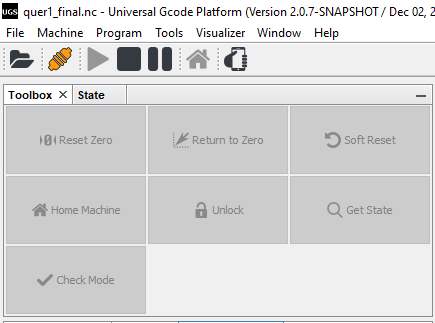 UGS quer1_final.nc - Universal Gcode Platform (Version 2.0.7-SNAPSHOT / Dec 02, 2
File Machine Program Tools Visualizer Window Help
Toolbox State
Reset Zero Return to Zero Soft Reset
Home Machine Unlock Get State
Check Mode